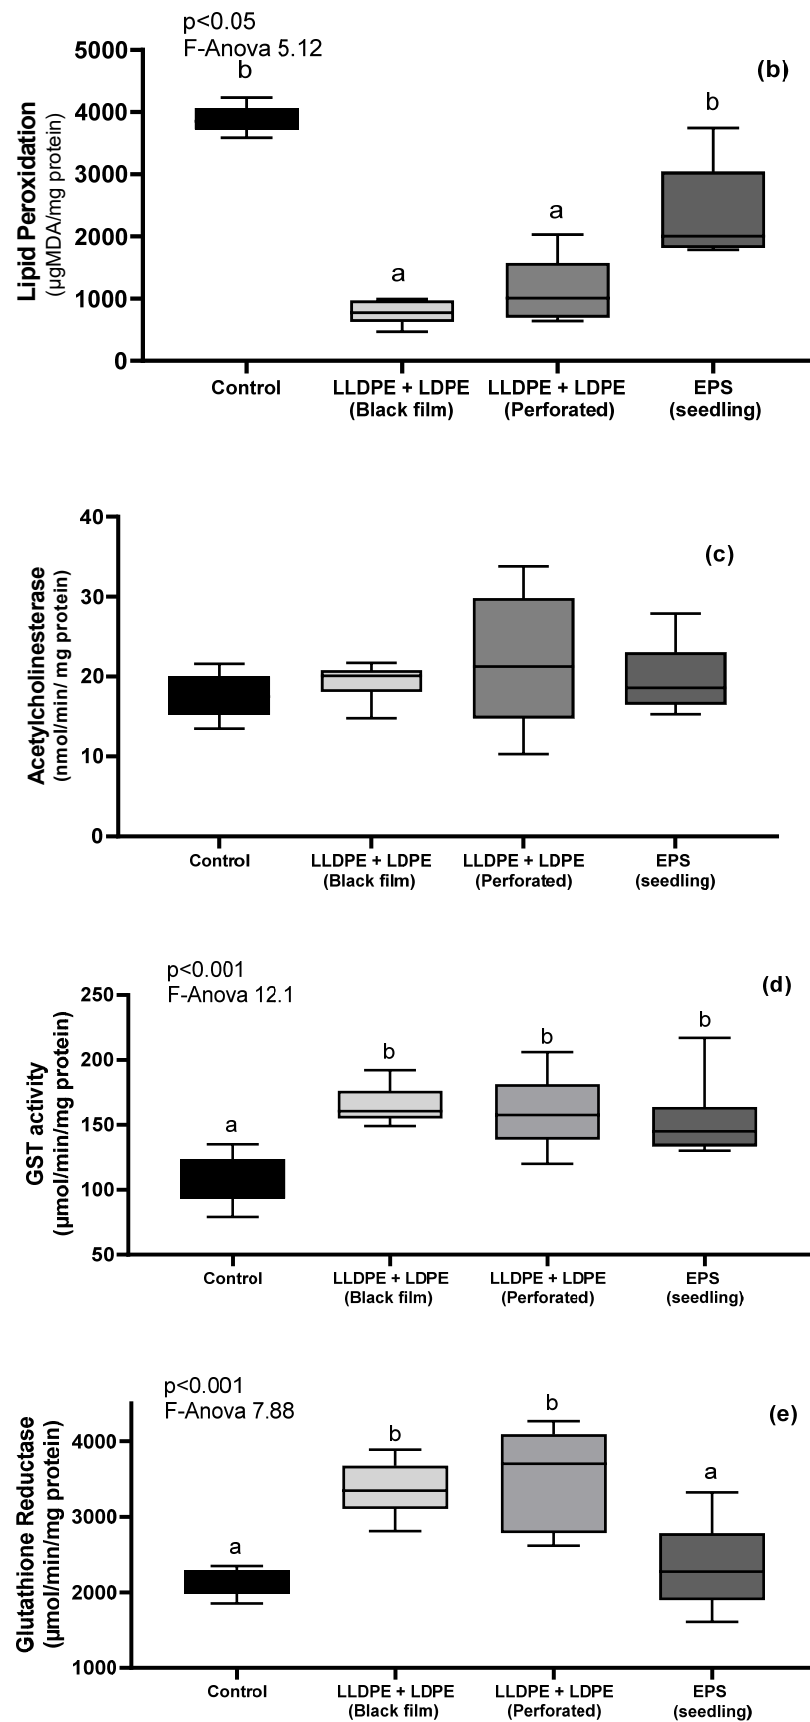 p<0.05
F-Anova 5.12
(b)
b
a
a
b
Lipid Peroxidation
(µgMDA/mg protein)
5000
4000
3000
2000
1000
0
Control
LLDPE + LDPE
(Black film)
LLDPE + LDPE
(Perforated)
EPS
(seedling)
(c)
Acetylcholinesterase
(nmol/min/ mg protein)
40
30
20
10
0
Control
LLDPE + LDPE
(Black film)
LLDPE + LDPE
(Perforated)
EPS
(seedling)
p<0.001
F-Anova 12.1
(d)
a
b
b
b
GST activity
(µmol/min/mg protein)
250
200
150
100
50
Control
LLDPE + LDPE
(Black film)
LLDPE + LDPE
(Perforated)
EPS
(seedling)
p<0.001
F-Anova 7.88
(e)
a
b
b
a
Glutathione Reductase
(µmol/min/mg protein)
4000
3000
2000
1000
Control
LLDPE + LDPE
(Black film)
LLDPE + LDPE
(Perforated)
EPS
(seedling)